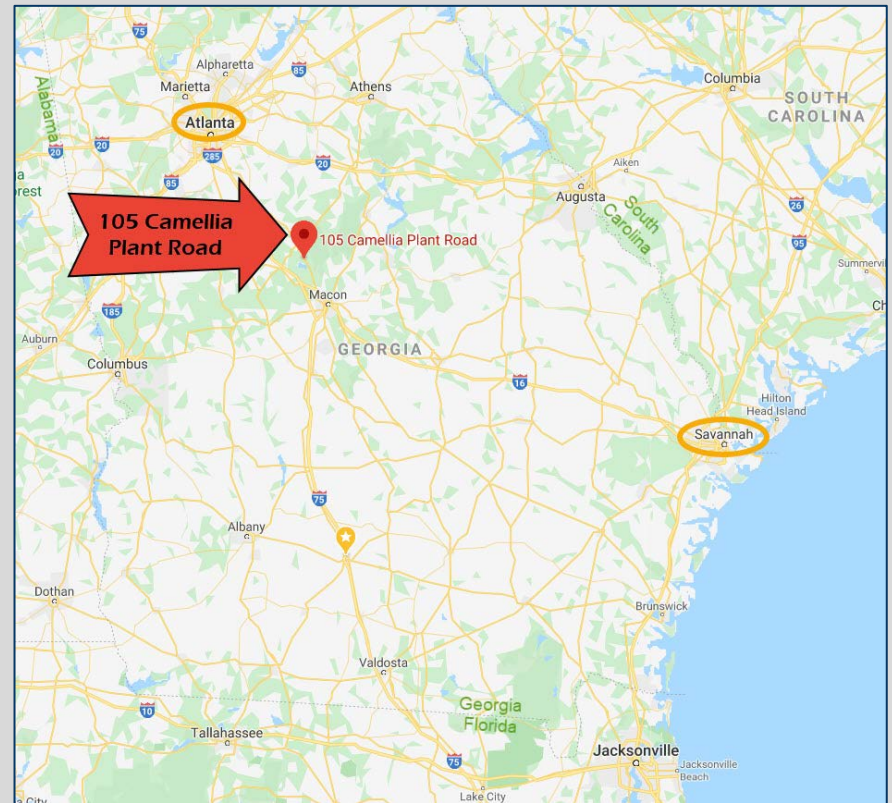 75
Alpharetta
85
Marietta
Athens
Columbia
Alabama
SOUTH
CAROLINA
Atlanta
20
20
285
20
Aiken
85
Augusta
South
Carolina
26
105 Camellia
Plant Road
105 Camellia Plant Road
95
Macon
185
Auburn
GEORGIA
Columbus
16
Hilton
Head Island
Savannah
75
Albany
Dothan
Brunswick
Valdosta
Georgia
Florida
10
Tallahassee
Jacksonville
75
Jacksonville
Beach
Lake City